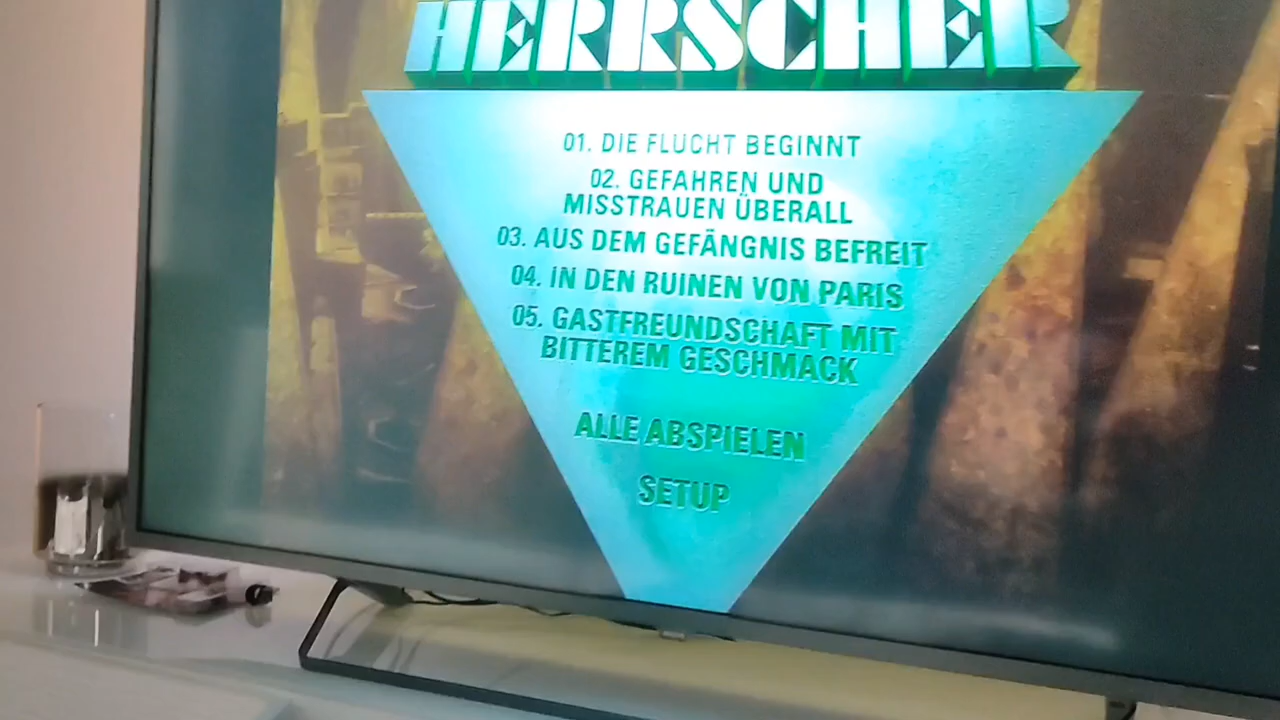 HERRSCHER
01. DIE FLUCHT BEGINNT
02. GEFAHREN UND
MISSTRAUEN ÜBERALL
03. AUS DEM GEFÄNGNIS BEFREIT
04. IN DEN RUINEN VON PARIS
05. GASTFREUNDSCHAFT MIT
BITTEREM GESCHMACK
ALLE ABSPIELEN
SETUP